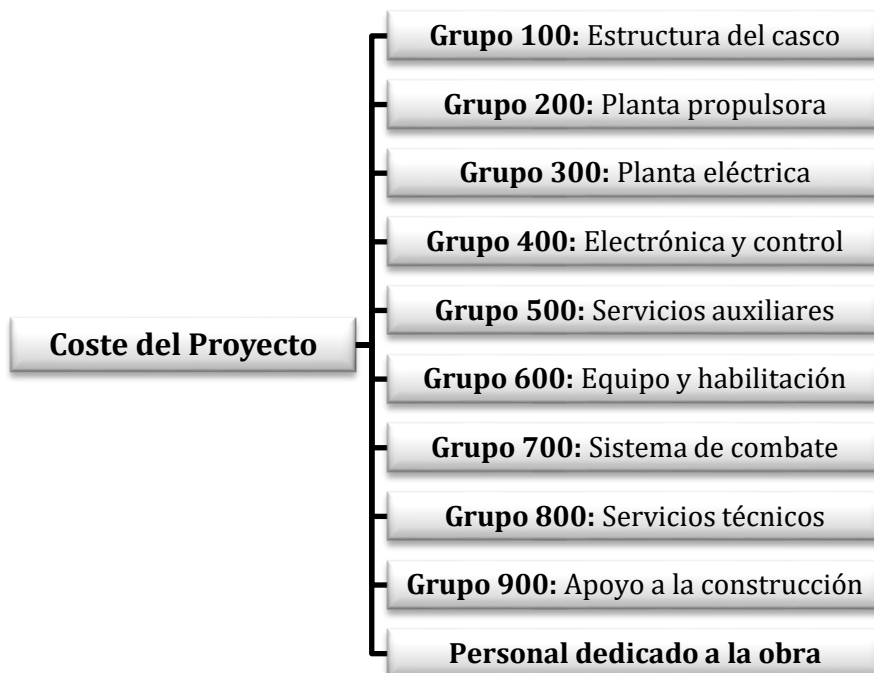 Grupo 100: Estructura del casco
Grupo 200: Planta propulsora
Grupo 300: Planta eléctrica
Grupo 400: Electrónica y control
Grupo 500: Servicios auxiliares
Coste del Proyecto
Grupo 600: Equipo y habilitación
Grupo 700: Sistema de combate
Grupo 800: Servicios técnicos
Grupo 900: Apoyo a la construcción
Personal dedicado a la obra